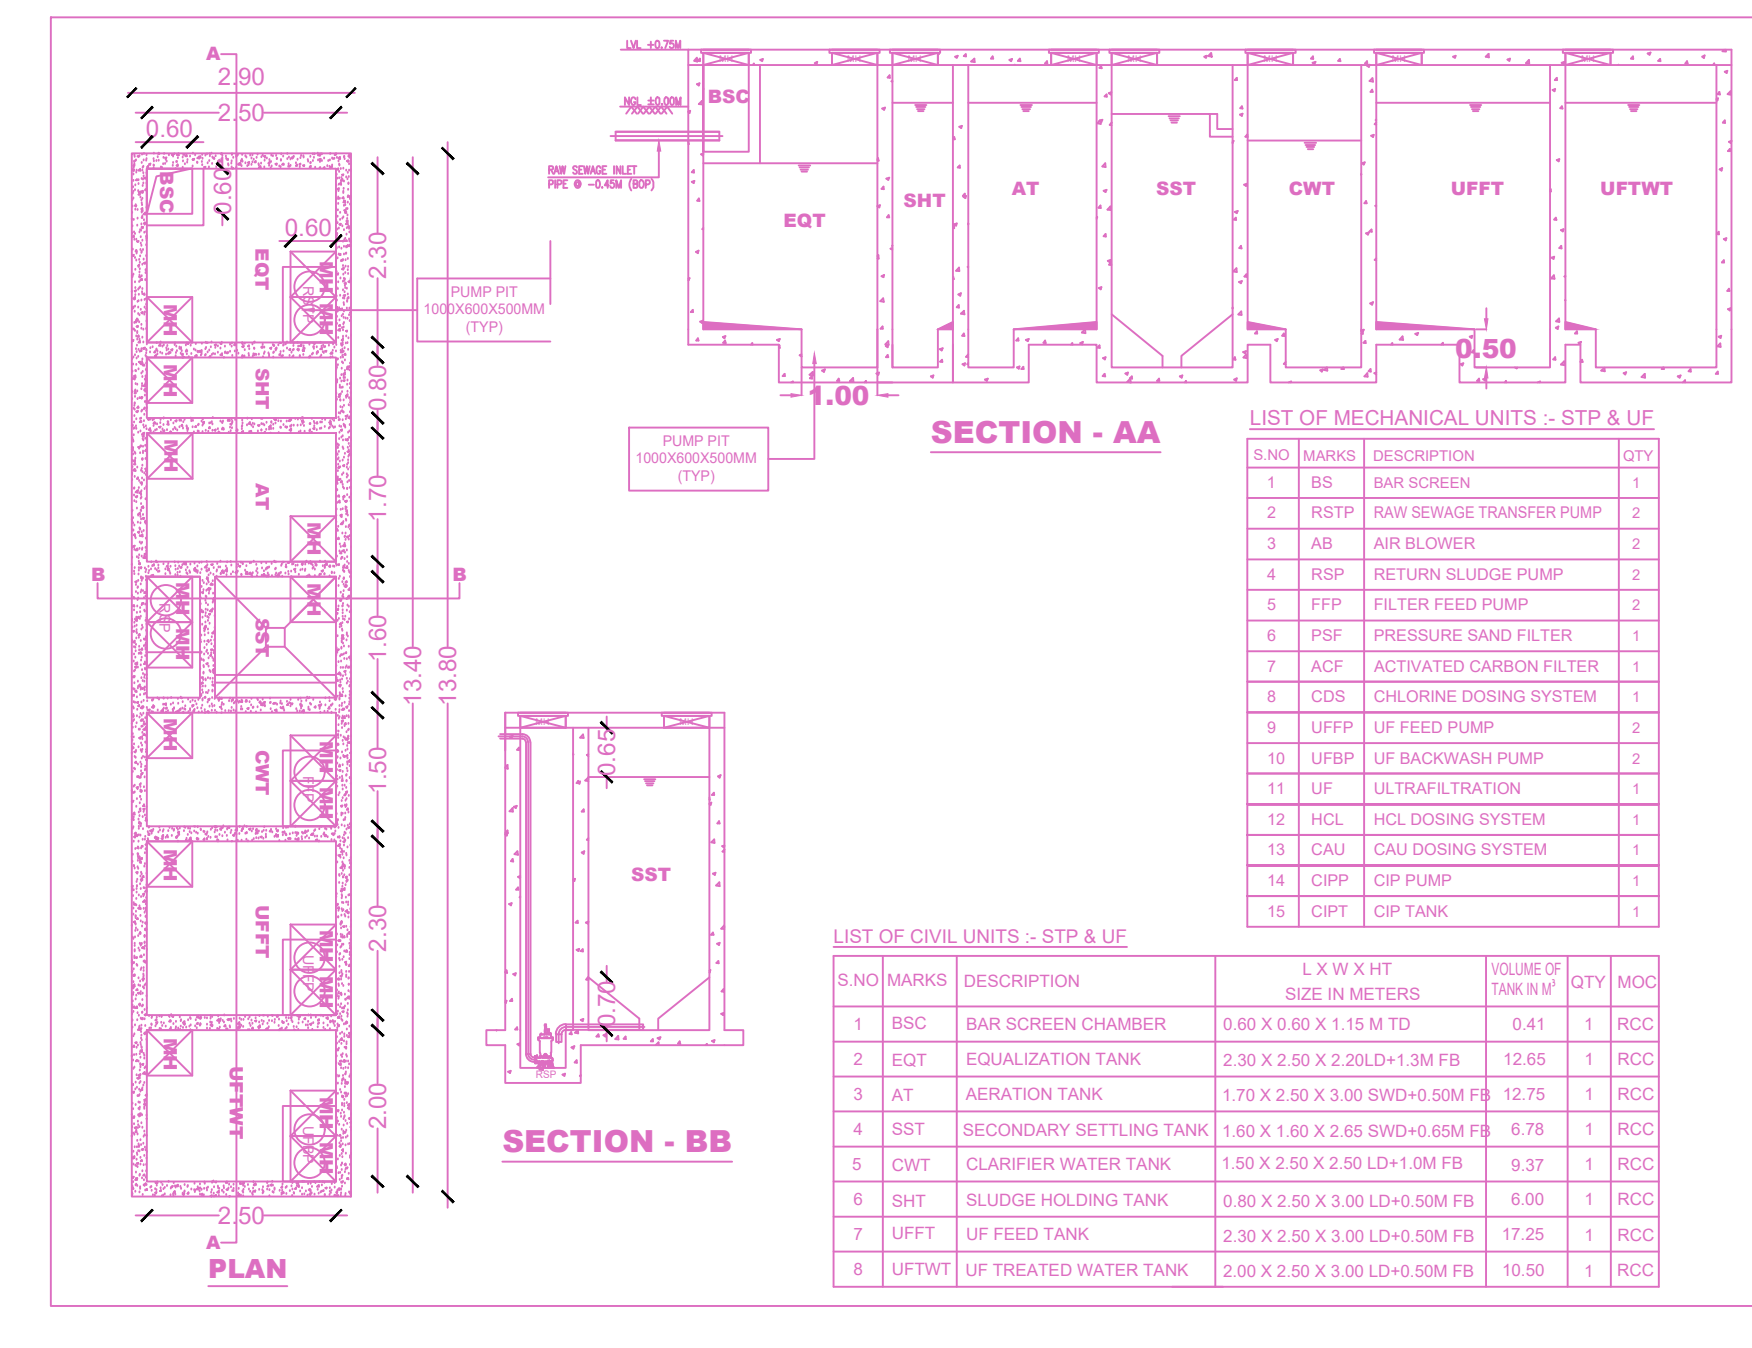 A
2.90
2.50
0.60
BSC
0.60
EQT
0.60
MH
MH
MH
2.30
PUMP PIT
1000X600X500MM
(TYP)
MH
SHT
0.80
MH
AT
MH
1.70
B
B
MH
MH
MH
SST
1.60
13.40
13.80
MH
CWT
MH
MH
1.50
MH
UFFT
MH
MH
2.30
MH
UFTWT
MH
MH
2.00
2.50
A
PLAN
LVL +0.75M
NGL ±0.00M
RAW SEWAGE INLET
PIPE @ -0.45M (BOP)
BSC
EQT
SHT
AT
SST
CWT
UFFT
UFTWT
0.50
1.00
PUMP PIT
1000X600X500MM
(TYP)
SECTION - AA
0.65
SST
0.70
RSP
SECTION - BB
LIST OF MECHANICAL UNITS :- STP & UF
S.NO MARKS DESCRIPTION QTY
1 BS BAR SCREEN 1
2 RSTP RAW SEWAGE TRANSFER PUMP 2
3 AB AIR BLOWER 2
4 RSP RETURN SLUDGE PUMP 2
5 FFP FILTER FEED PUMP 2
6 PSF PRESSURE SAND FILTER 1
7 ACF ACTIVATED CARBON FILTER 1
8 CDS CHLORINE DOSING SYSTEM 1
9 UFFP UF FEED PUMP 2
10 UFBP UF BACKWASH PUMP 2
11 UF ULTRAFILTRATION 1
12 HCL HCL DOSING SYSTEM 1
13 CAU CAU DOSING SYSTEM 1
14 CIPP CIP PUMP 1
15 CIPT CIP TANK 1
LIST OF CIVIL UNITS :- STP & UF
S.NO MARKS DESCRIPTION L X W X HT SIZE IN METERS VOLUME OF TANK IN M³ QTY MOC
1 BSC BAR SCREEN CHAMBER 0.60 X 0.60 X 1.15 M TD 0.41 1 RCC
2 EQT EQUALIZATION TANK 2.30 X 2.50 X 2.20LD+1.3M FB 12.65 1 RCC
3 AT AERATION TANK 1.70 X 2.50 X 3.00 SWD+0.50M FB 12.75 1 RCC
4 SST SECONDARY SETTLING TANK 1.60 X 1.60 X 2.65 SWD+0.65M FB 6.78 1 RCC
5 CWT CLARIFIER WATER TANK 1.50 X 2.50 X 2.50 LD+1.0M FB 9.37 1 RCC
6 SHT SLUDGE HOLDING TANK 0.80 X 2.50 X 3.00 LD+0.50M FB 6.00 1 RCC
7 UFFT UF FEED TANK 2.30 X 2.50 X 3.00 LD+0.50M FB 17.25 1 RCC
8 UFTWT UF TREATED WATER TANK 2.00 X 2.50 X 3.00 LD+0.50M FB 10.50 1 RCC